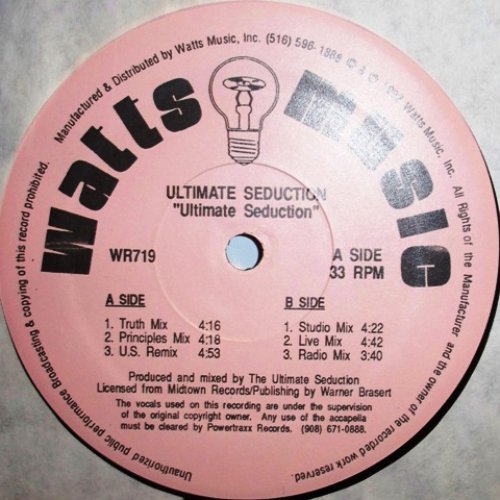 Manufactured & Distributed by Watts Music, Inc. (516) 596-1888 © & ℗ 1992 Watts Music, Inc. All Rights of the Manufacturer and the owner of the recorded work reserved.
Unauthorized public performance Broadcasting & copying of this record prohibited.
Watts Music
ULTIMATE SEDUCTION
"Ultimate Seduction"
WR719
A SIDE
33 RPM
A SIDE
1. Truth Mix 4:16
2. Principles Mix 4:18
3. U.S. Remix 4:53
B SIDE
1. Studio Mix 4:22
2. Live Mix 4:42
3. Radio Mix 3:40
Produced and mixed by The Ultimate Seduction
Licensed from Midtown Records/Publishing by Warner Brasert
The vocals used on this recording are under the supervision
of the original copyright owner. Any use of the accapella
must be cleared by Powertraxx Records. (908) 671-0888.